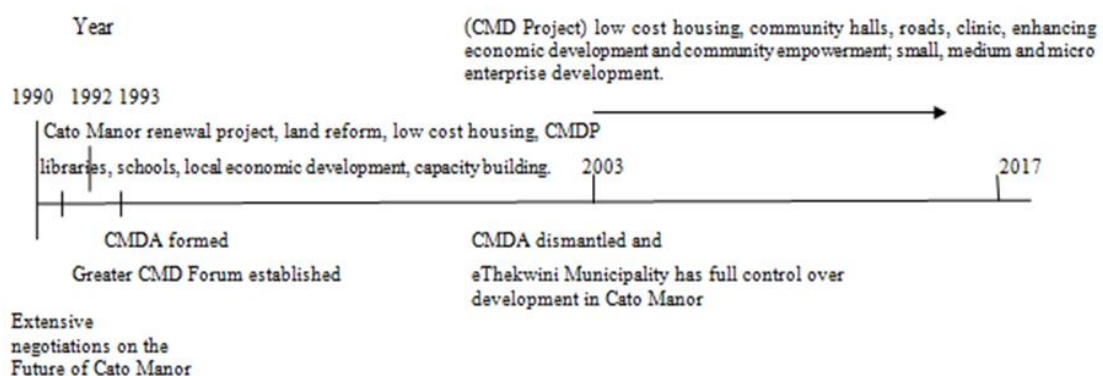 Year
(CMD Project) low cost housing, community halls, roads, clinic, enhancing
economic development and community empowerment; small, medium and micro
enterprise development.
1990 1992 1993
Cato Manor renewal project, land reform, low cost housing, CMDP
libraries, schools, local economic development, capacity building.
2003
2017
CMDA formed
Greater CMD Forum established
CMDA dismantled and
eThekwini Municipality has full control over
development in Cato Manor
Extensive
negotiations on the
Future of Cato Manor